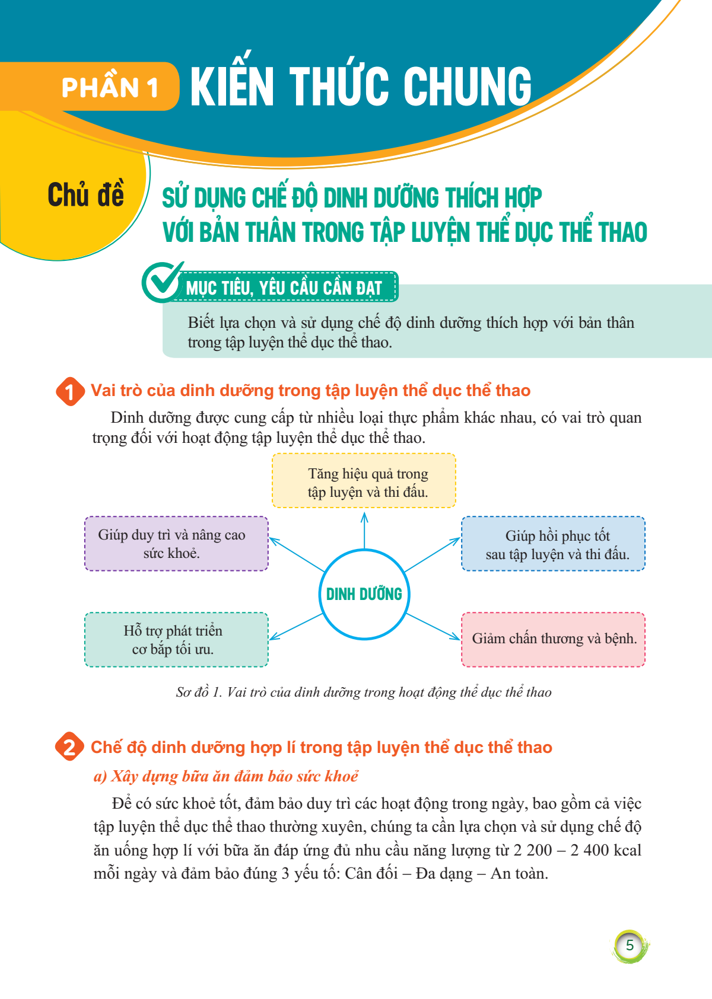 PHẦN 1
KIẾN THỨC CHUNG
Chủ đề
SỬ DỤNG CHẾ ĐỘ DINH DƯỠNG THÍCH HỢP
VỚI BẢN THÂN TRONG TẬP LUYỆN THỂ DỤC THỂ THAO
MỤC TIÊU, YÊU CẦU CẦN ĐẠT
Biết lựa chọn và sử dụng chế độ dinh dưỡng thích hợp với bản thân
trong tập luyện thể dục thể thao.
1 Vai trò của dinh dưỡng trong tập luyện thể dục thể thao
Dinh dưỡng được cung cấp từ nhiều loại thực phẩm khác nhau, có vai trò quan
trọng đối với hoạt động tập luyện thể dục thể thao.
Tăng hiệu quả trong
tập luyện và thi đấu.
Giúp duy trì và nâng cao
sức khoẻ.
Giúp hồi phục tốt
sau tập luyện và thi đấu.
DINH DƯỠNG
Hỗ trợ phát triển
cơ bắp tối ưu.
Giảm chấn thương và bệnh.
Sơ đồ 1. Vai trò của dinh dưỡng trong hoạt động thể dục thể thao
2 Chế độ dinh dưỡng hợp lí trong tập luyện thể dục thể thao
a) Xây dựng bữa ăn đảm bảo sức khoẻ
Để có sức khoẻ tốt, đảm bảo duy trì các hoạt động trong ngày, bao gồm cả việc
tập luyện thể dục thể thao thường xuyên, chúng ta cần lựa chọn và sử dụng chế độ
ăn uống hợp lí với bữa ăn đáp ứng đủ nhu cầu năng lượng từ 2 200 – 2 400 kcal
mỗi ngày và đảm bảo đúng 3 yếu tố: Cân đối – Đa dạng – An toàn.
5